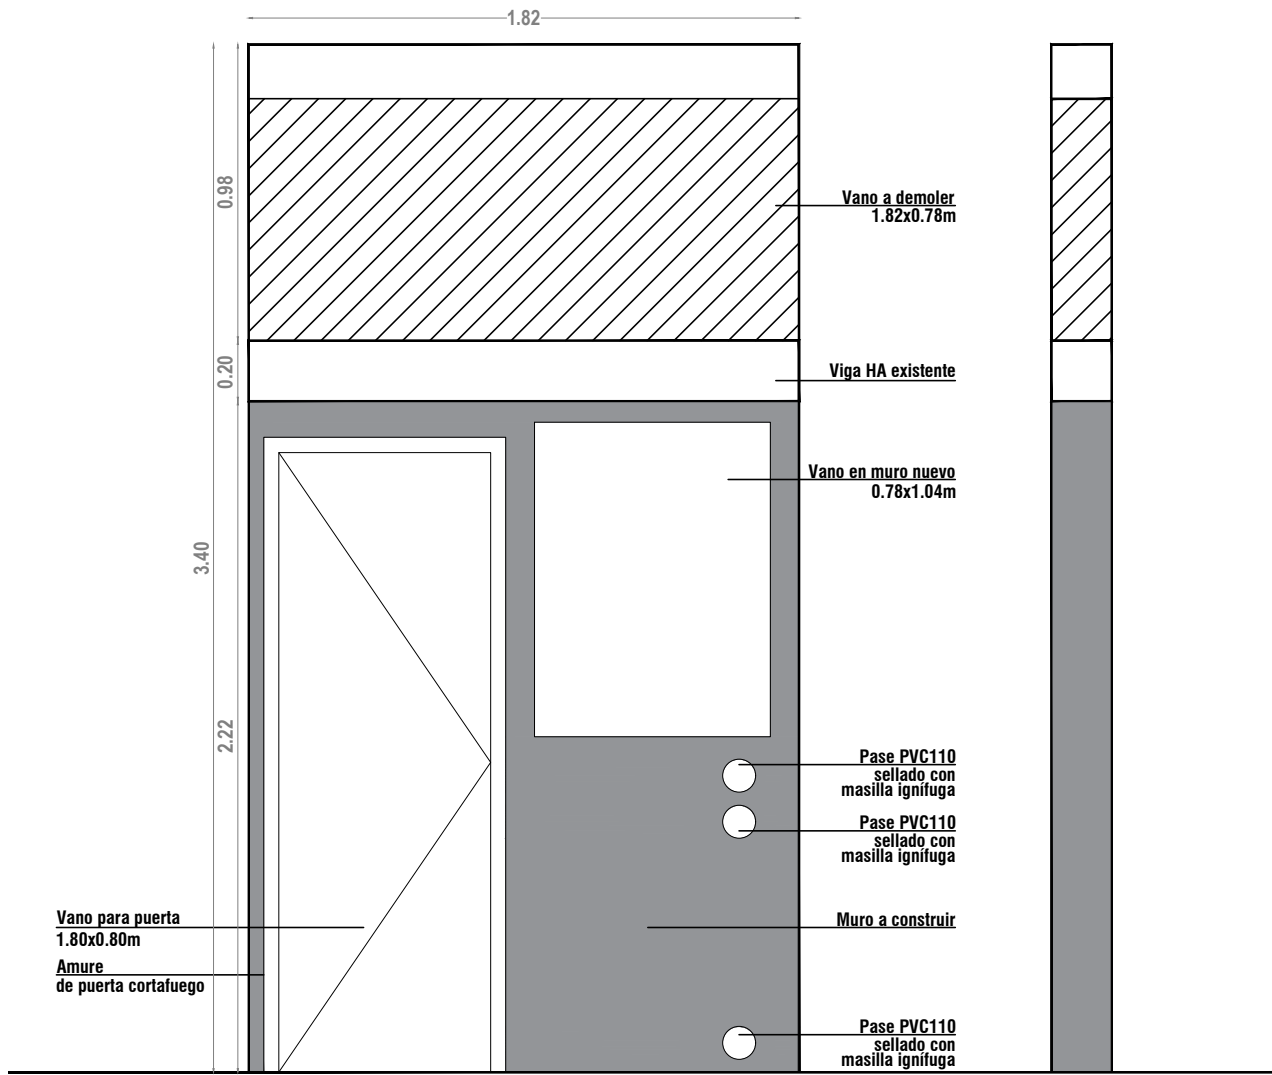 1.82
0.98
Vano a demoler
1.82x0.78m
0.20
Viga HA existente
Vano en muro nuevo
0.78x1.04m
3.40
2.22
Pase PVC110
sellado con
masilla ignífuga
Pase PVC110
sellado con
masilla ignífuga
Vano para puerta
1.80x0.80m
Muro a construir
Amure
de puerta cortafuego
Pase PVC110
sellado con
masilla ignífuga